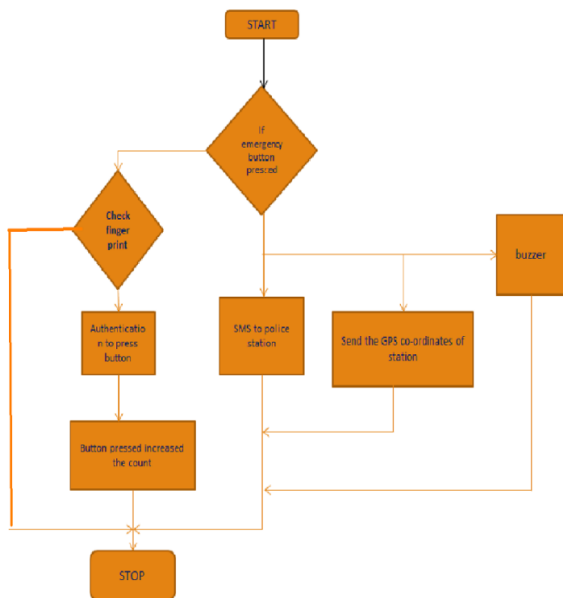 START
If
emergency
button
pressed
Check
finger
print
buzzer
Authenticatio
n to press
button
SMS to police
station
Send the GPS co-ordinates of
station
Button pressed increased
the count
STOP